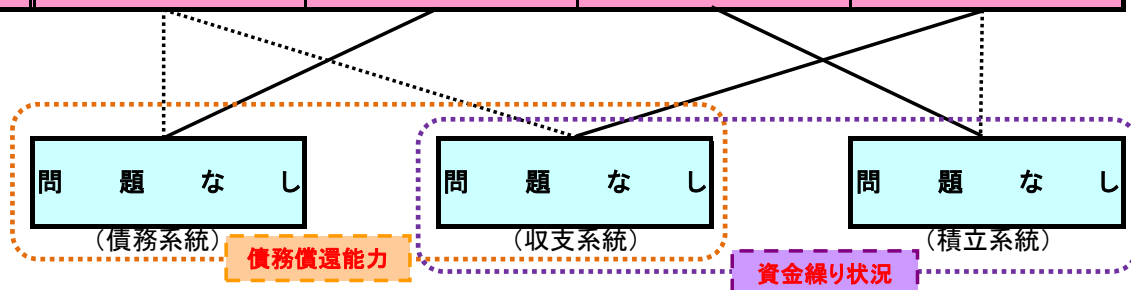 問題なし 問題なし 問題なし
（債務系統） （収支系統） （積立系統）
債務償還能力
資金繰り状況